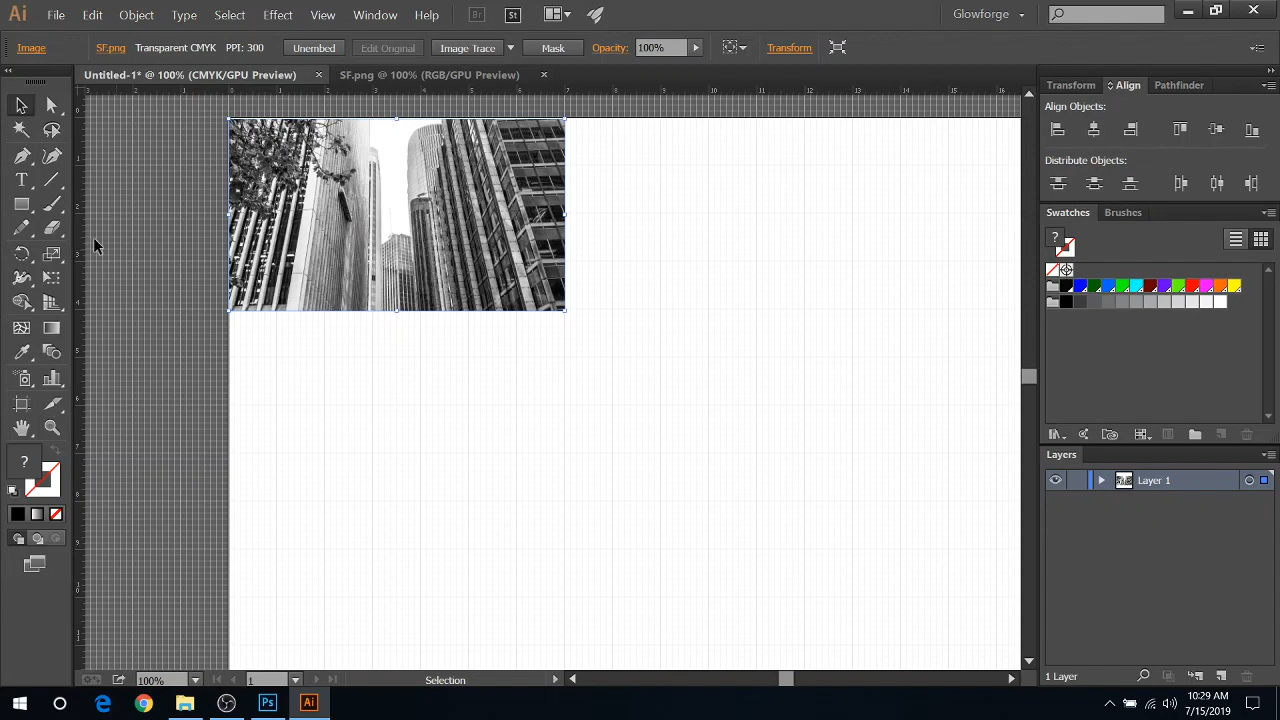 Ai File Edit Object Type Select Effect View Window Help Br St Glowforge
Image SF.png Transparent CMYK PPI: 300 Unembed Edit Original Image Trace Mask Opacity: 100% Transform
Untitled-1* @ 100% (CMYK/GPU Preview) × SF.png @ 100% (RGB/GPU Preview) ×
Transform Align Pathfinder
Align Objects:
Distribute Objects:
Swatches Brushes
?
Layers
?
Layer 1
100% 1 Selection
1 Layer
Ps Ai
10:29 AM
7/15/2019